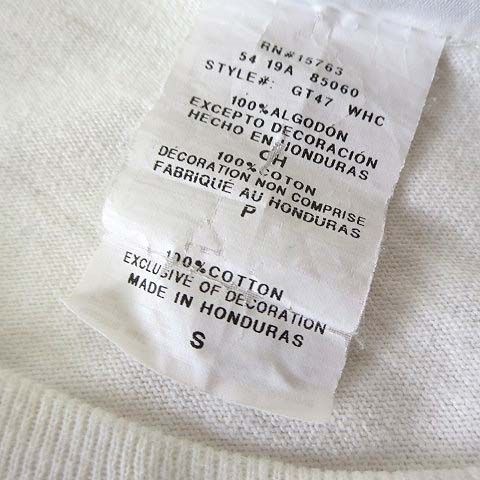 RN#15763
54 19A 85060
STYLE#: GT47 WHC
100%ALGODÓN
EXCEPTO DECORACIÓN
HECHO EN HONDURAS
CH
100%COTON
DÉCORATION NON COMPRISE
FABRIQUE AU HONDURAS
P
100%COTTON
EXCLUSIVE OF DECORATION
MADE IN HONDURAS
S